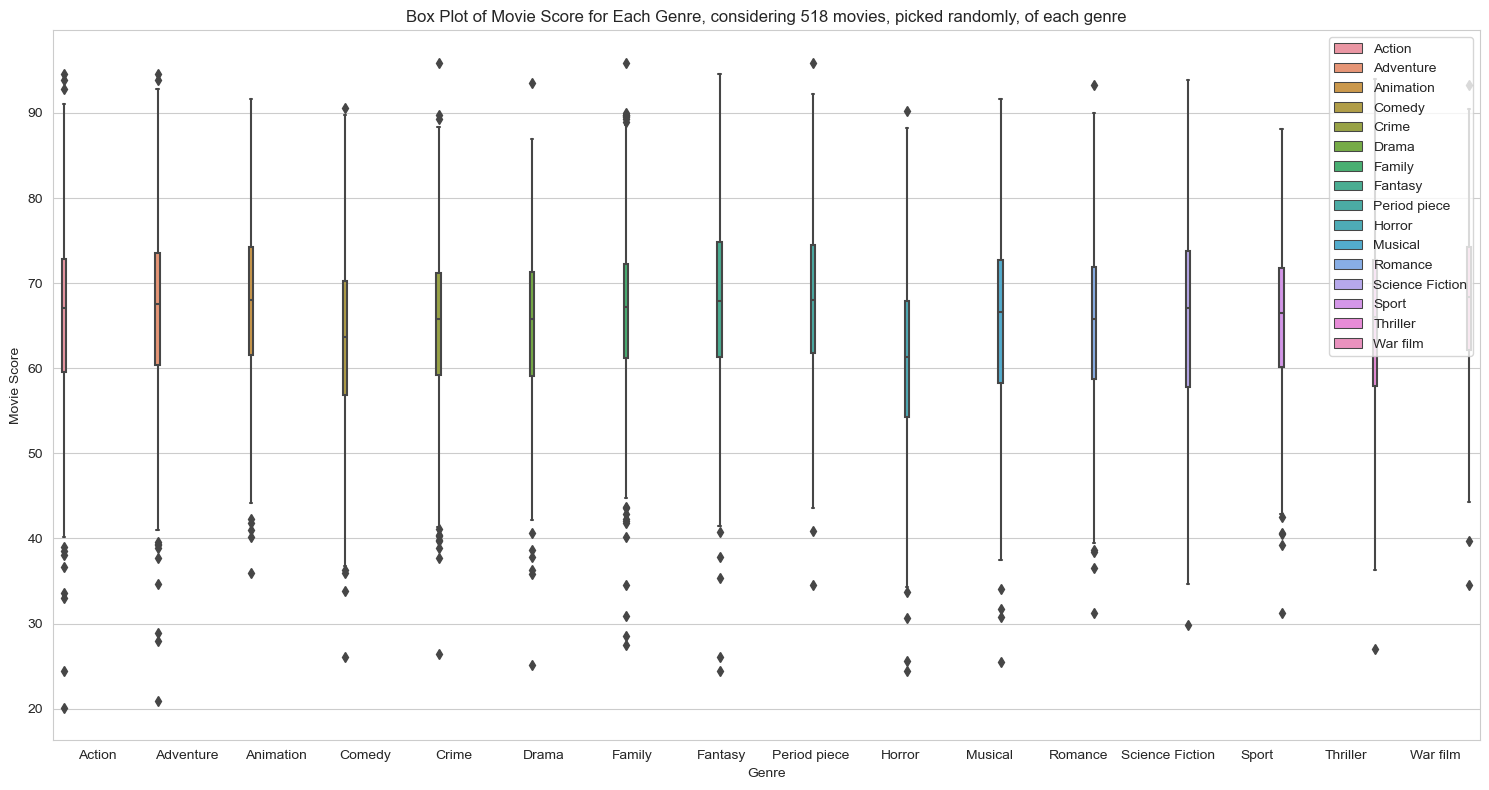 Box Plot of Movie Score for Each Genre, considering 518 movies, picked randomly, of each genre
Action
Adventure
Animation
Comedy
Crime
Drama
Family
Fantasy
Period piece
Horror
Musical
Romance
Science Fiction
Sport
Thriller
War film
Movie Score
90
80
70
60
50
40
30
20
Action Adventure Animation Comedy Crime Drama Family Fantasy Period piece Horror Musical Romance Science Fiction Sport Thriller War film
Genre